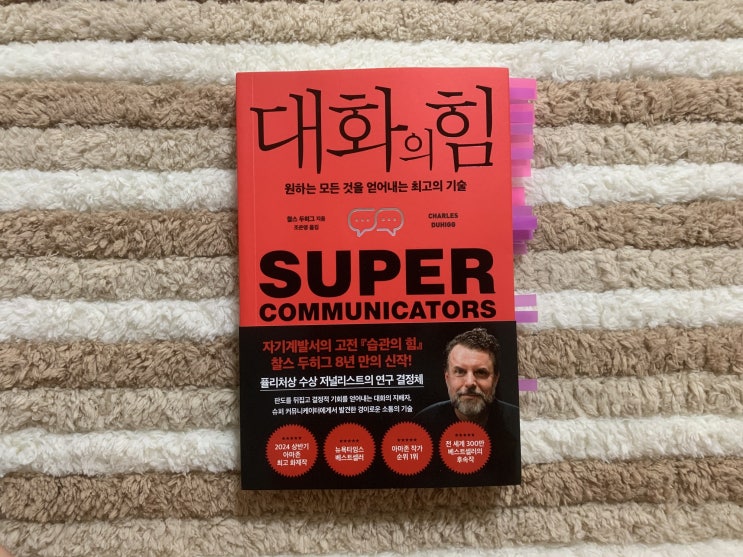 대화의 힘
원하는 모든 것을 얻어내는 최고의 기술
찰스 두히그 지음
조은영 옮김
CHARLES
DUHIGG
SUPER
COMMUNICATORS
자기계발서의 고전 『습관의 힘』
찰스 두히그 8년 만의 신작!
퓰리처상 수상 저널리스트의 연구 결정체
판도를 뒤집고 결정적 기회를 얻어내는 대화의 지배자,
슈퍼 커뮤니케이터에게서 발견한 경이로운 소통의 기술
2024 상반기
아마존
최고 화제작
뉴욕타임스
베스트셀러
아마존 작가
순위 1위
전 세계 300만
베스트셀러의
후속작